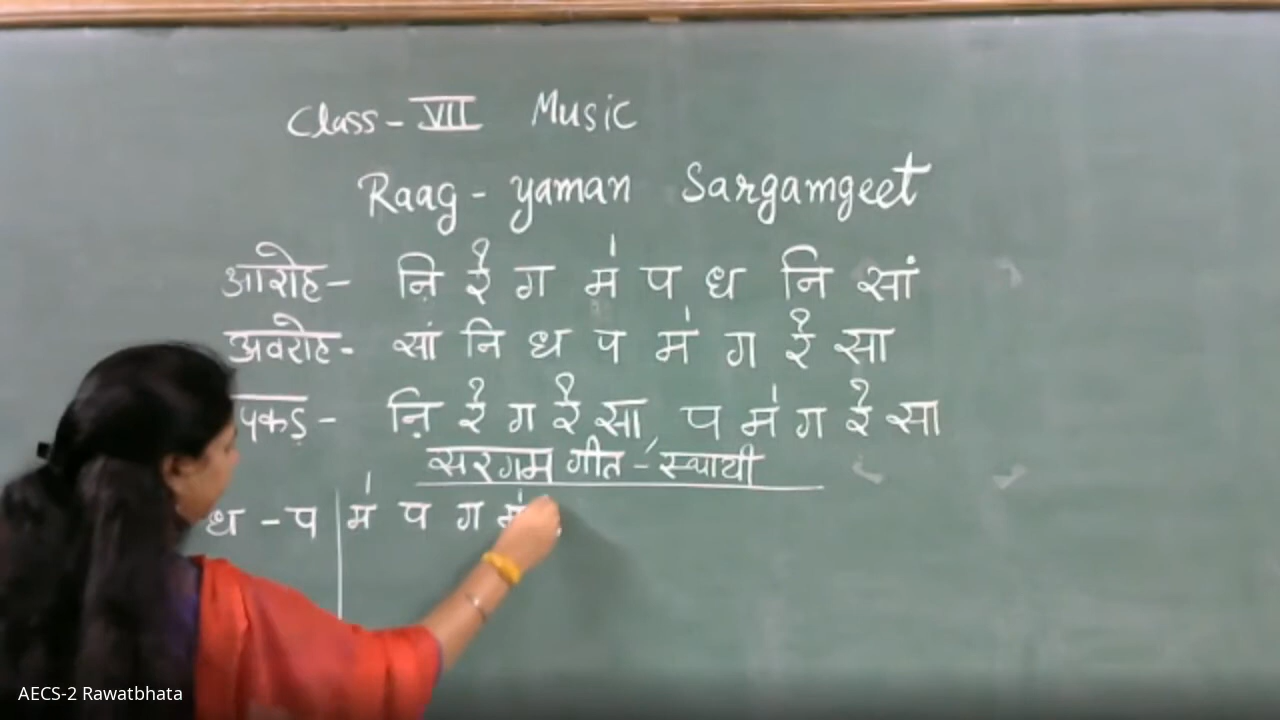 Class - VII Music
Raag - yaman Sargamgeet
आरोह - ऩि रे ग म॑ प ध नि सां
अवरोह - सां नि ध प म॑ ग रे सा
पकड़ - ऩि रे ग रे सा, प म॑ ग रे सा
सरगम गीत - स्थायी
ध - प | म॑ प ग म॑
AECS-2 Rawatbhata